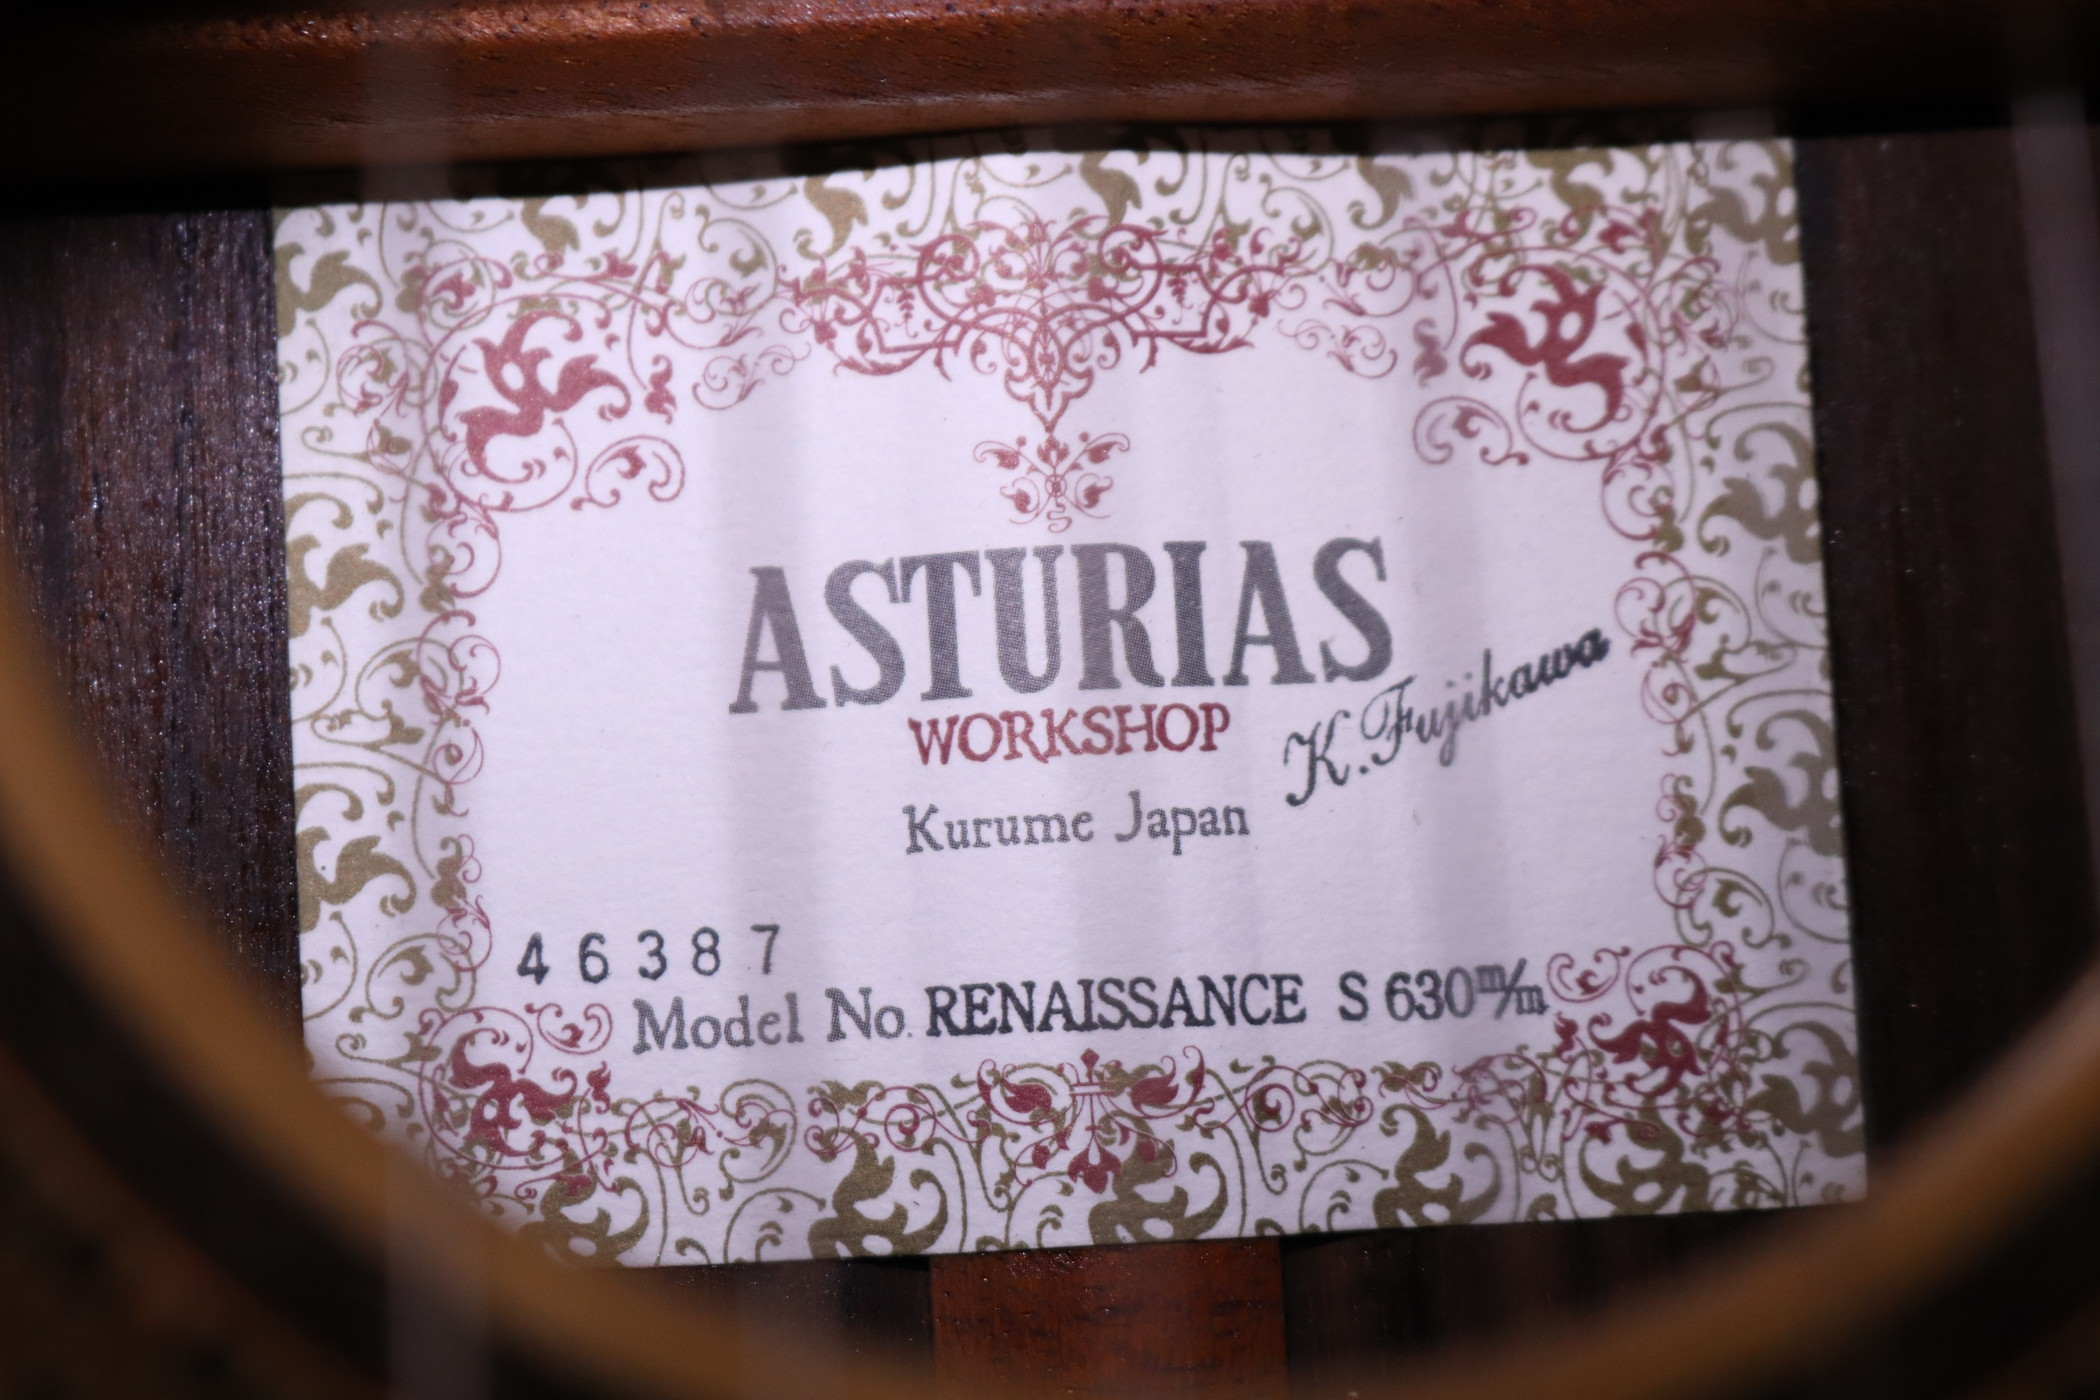 ASTURIAS
WORKSHOP
K. Fujikawa
Kurume Japan
46387
Model No. RENAISSANCE S 630m/m